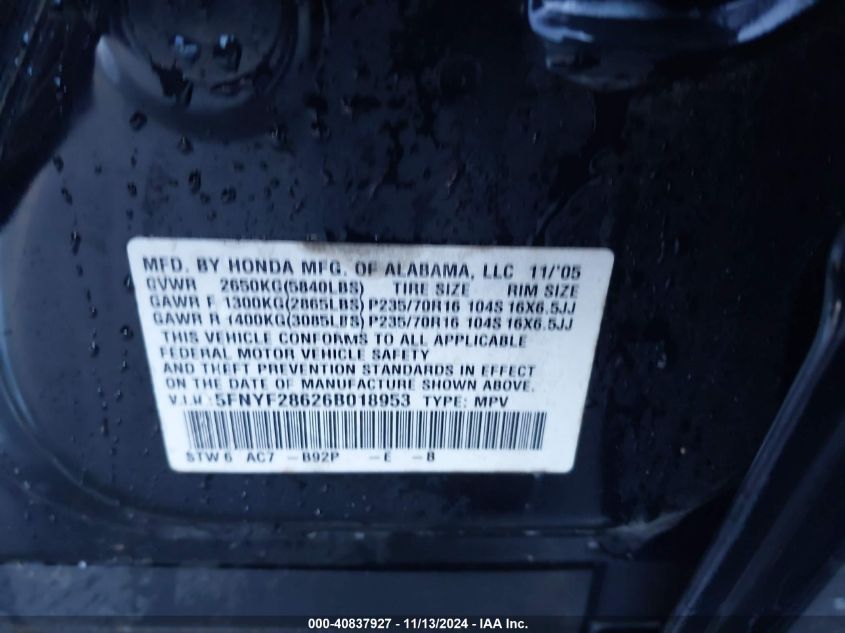 MFD. BY HONDA MFG. OF ALABAMA, LLC 11/'05
GVWR 2650KG(5840LBS) TIRE SIZE RIM SIZE
GAWR F 1300KG(2865LBS) P235/70R16 104S 16X6.5JJ
GAWR R 1400KG(3085LBS) P235/70R16 104S 16X6.5JJ
THIS VEHICLE CONFORMS TO ALL APPLICABLE
FEDERAL MOTOR VEHICLE SAFETY
AND THEFT PREVENTION STANDARDS IN EFFECT
ON THE DATE OF MANUFACTURE SHOWN ABOVE.
V.I.N.: 5FNYF28626B018953 TYPE: MPV
STW6 AC7 -B92P -E -B
000-40837927 - 11/13/2024 - IAA Inc.